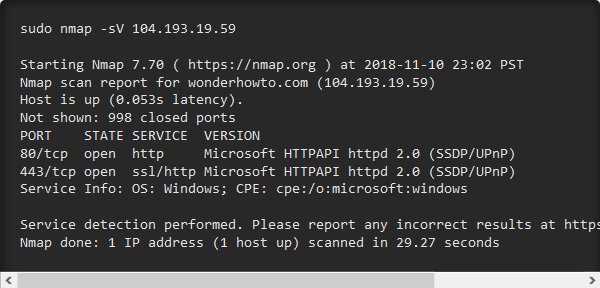 sudo nmap -sV 104.193.19.59
Starting Nmap 7.70 ( https://nmap.org ) at 2018-11-10 23:02 PST
Nmap scan report for wonderhowto.com (104.193.19.59)
Host is up (0.053s latency).
Not shown: 998 closed ports
PORT    STATE SERVICE  VERSION
80/tcp  open  http     Microsoft HTTPAPI httpd 2.0 (SSDP/UPnP)
443/tcp open  ssl/http Microsoft HTTPAPI httpd 2.0 (SSDP/UPnP)
Service Info: OS: Windows; CPE: cpe:/o:microsoft:windows
Service detection performed. Please report any incorrect results at https
Nmap done: 1 IP address (1 host up) scanned in 29.27 seconds